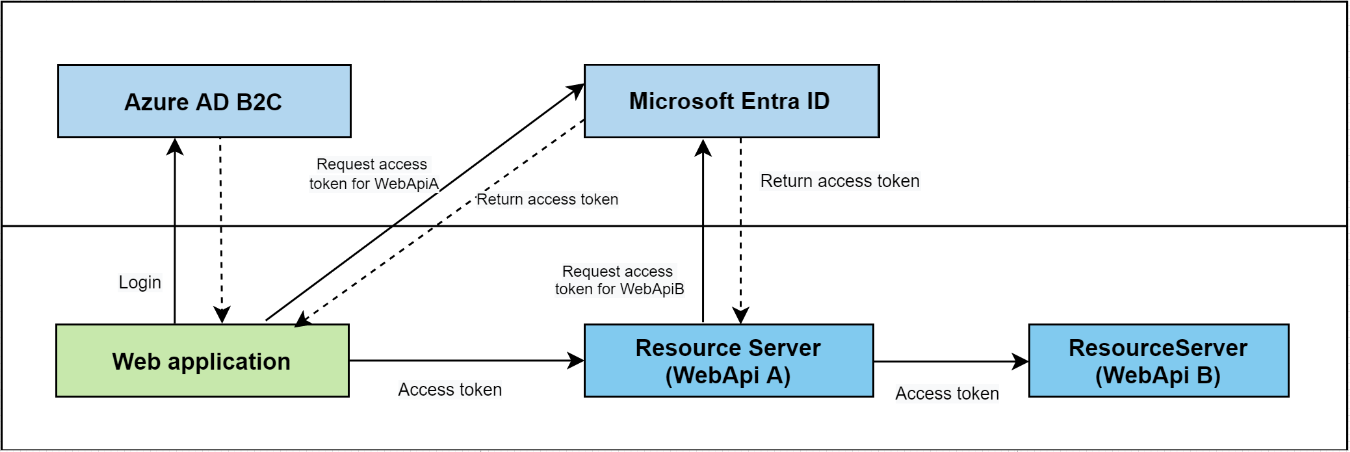 Azure AD B2C
Microsoft Entra ID
Request access
token for WebApiA
Return access token
Return access token
Login
Request access
token for WebApiB
Web application
Resource Server
(WebApi A)
ResourceServer
(WebApi B)
Access token
Access token